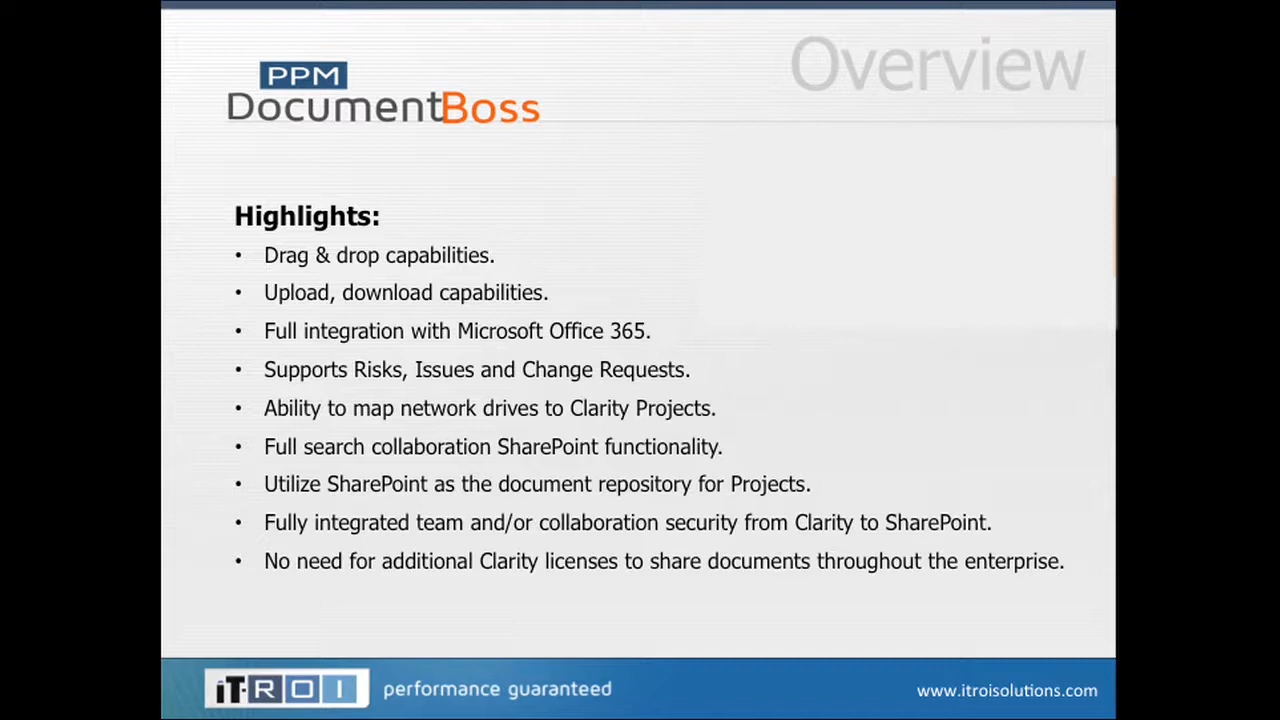 Overview
PPM
DocumentBoss
Highlights:
• Drag & drop capabilities.
• Upload, download capabilities.
• Full integration with Microsoft Office 365.
• Supports Risks, Issues and Change Requests.
• Ability to map network drives to Clarity Projects.
• Full search collaboration SharePoint functionality.
• Utilize SharePoint as the document repository for Projects.
• Fully integrated team and/or collaboration security from Clarity to SharePoint.
• No need for additional Clarity licenses to share documents throughout the enterprise.
iT-ROI performance guaranteed www.itroisolutions.com